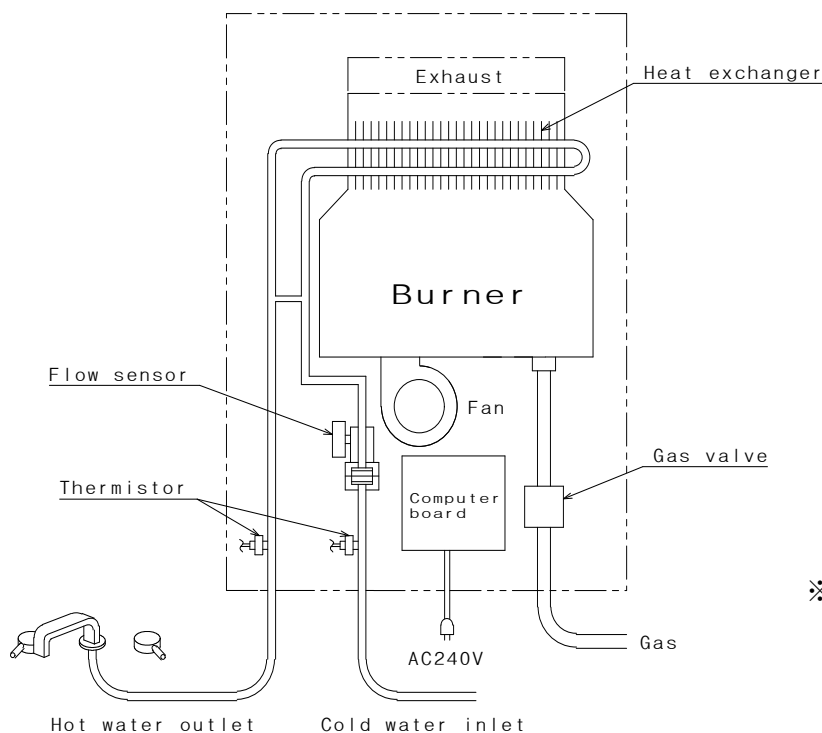 Exhaust
Heat exchanger
Burner
Flow sensor
Fan
Gas valve
Thermistor
Computer
board
※
Gas
AC240V
Hot water outlet
Cold water inlet